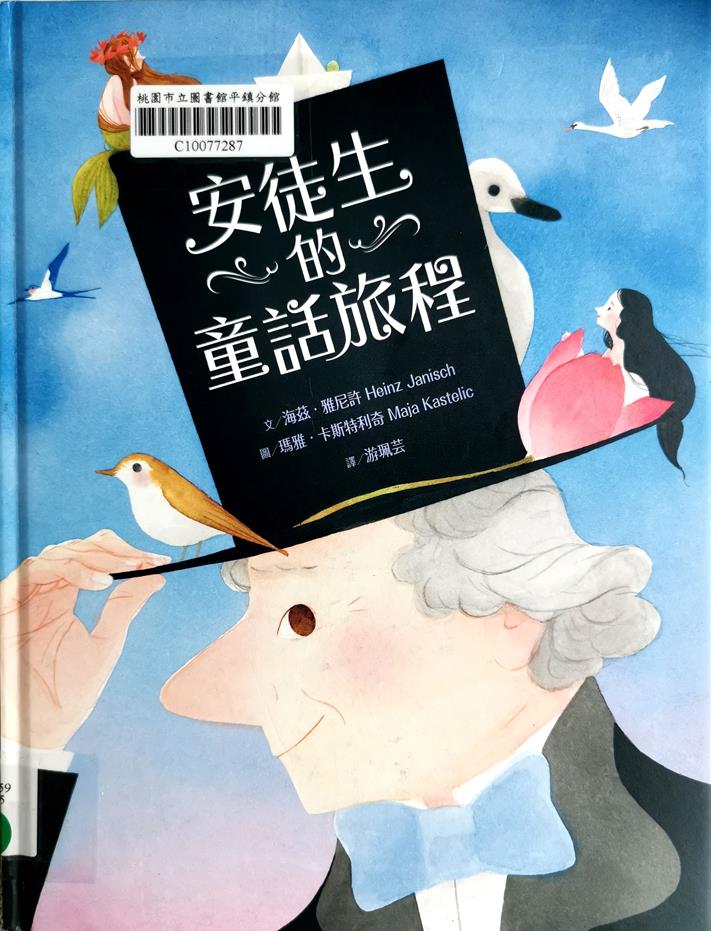 桃園市立圖書館平鎮分館
C10077287
安徒生
的
童話旅程
文／海茲・雅尼許 Heinz Janisch
圖／瑪雅・卡斯特利奇 Maja Kastelic
譯／游珮芸
59
5